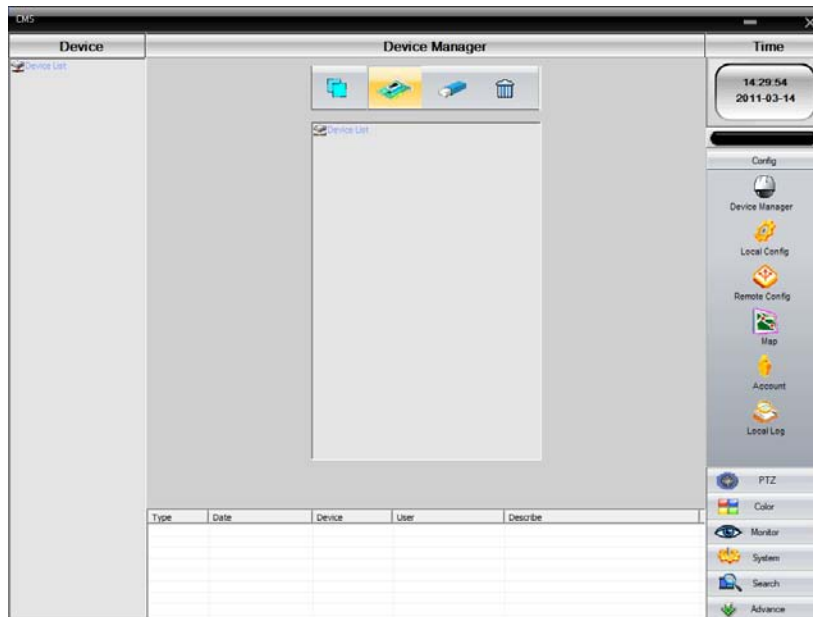 CMS
Device
Device Manager
Time
Device List
Device List
14:29:54
2011-03-14
Config
Device Manager
Local Config
Remote Config
Map
Account
Local Log
PTZ
Color
Monitor
System
Search
Advance
Type Date Device User Describe